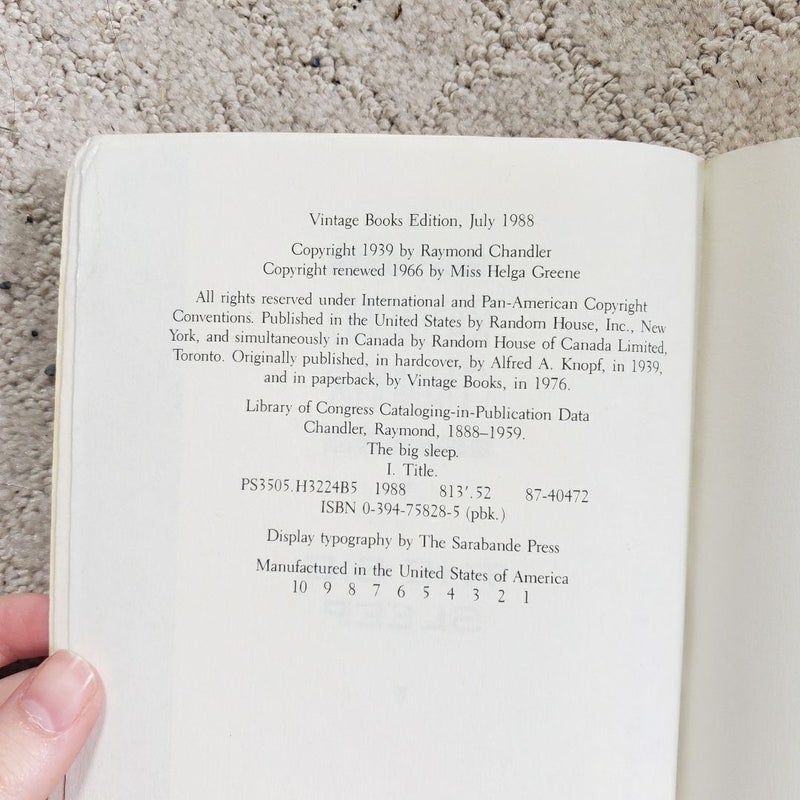 Vintage Books Edition, July 1988
Copyright 1939 by Raymond Chandler
Copyright renewed 1966 by Miss Helga Greene
All rights reserved under International and Pan-American Copyright
Conventions. Published in the United States by Random House, Inc., New
York, and simultaneously in Canada by Random House of Canada Limited,
Toronto. Originally published, in hardcover, by Alfred A. Knopf, in 1939,
and in paperback, by Vintage Books, in 1976.
Library of Congress Cataloging-in-Publication Data
Chandler, Raymond, 1888–1959.
The big sleep.
I. Title.
PS3505.H3224B5 1988 813'.52 87-40472
ISBN 0-394-75828-5 (pbk.)
Display typography by The Sarabande Press
Manufactured in the United States of America
10 9 8 7 6 5 4 3 2 1
SLEEP